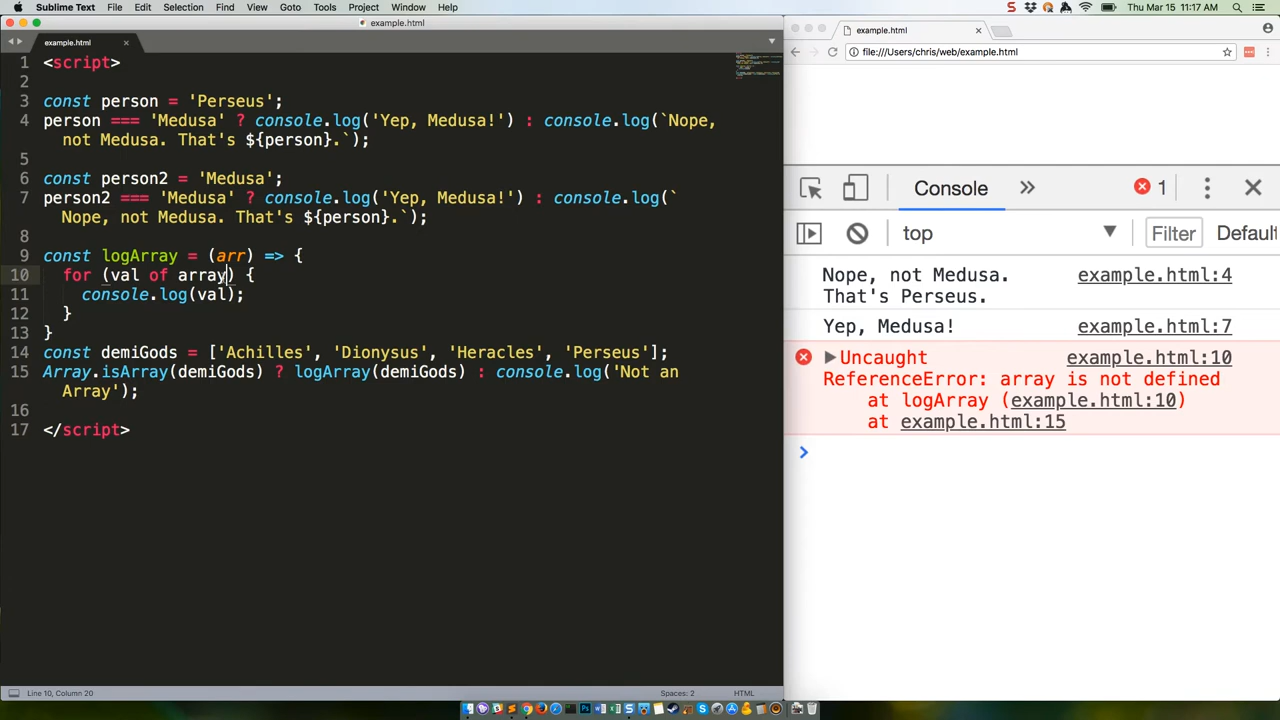 Sublime Text File Edit Selection Find View Goto Tools Project Window Help
Thu Mar 15 11:17 AM
example.html
example.html
1 <script>
2
3 const person = 'Perseus';
4 person === 'Medusa' ? console.log('Yep, Medusa!') : console.log(`Nope,
not Medusa. That's ${person}.`);
5
6 const person2 = 'Medusa';
7 person2 === 'Medusa' ? console.log('Yep, Medusa!') : console.log(`
Nope, not Medusa. That's ${person}.`);
8
9 const logArray = (arr) => {
10 for (val of array) {
11 console.log(val);
12 }
13 }
14 const demiGods = ['Achilles', 'Dionysus', 'Heracles', 'Perseus'];
15 Array.isArray(demiGods) ? logArray(demiGods) : console.log('Not an
Array');
16
17 </script>
Line 10, Column 20
Spaces: 2
HTML
example.html
file:///Users/chris/web/example.html
Console » 1
top Filter Default
Nope, not Medusa. example.html:4
That's Perseus.
Yep, Medusa! example.html:7
Uncaught example.html:10
ReferenceError: array is not defined
at logArray (example.html:10)
at example.html:15